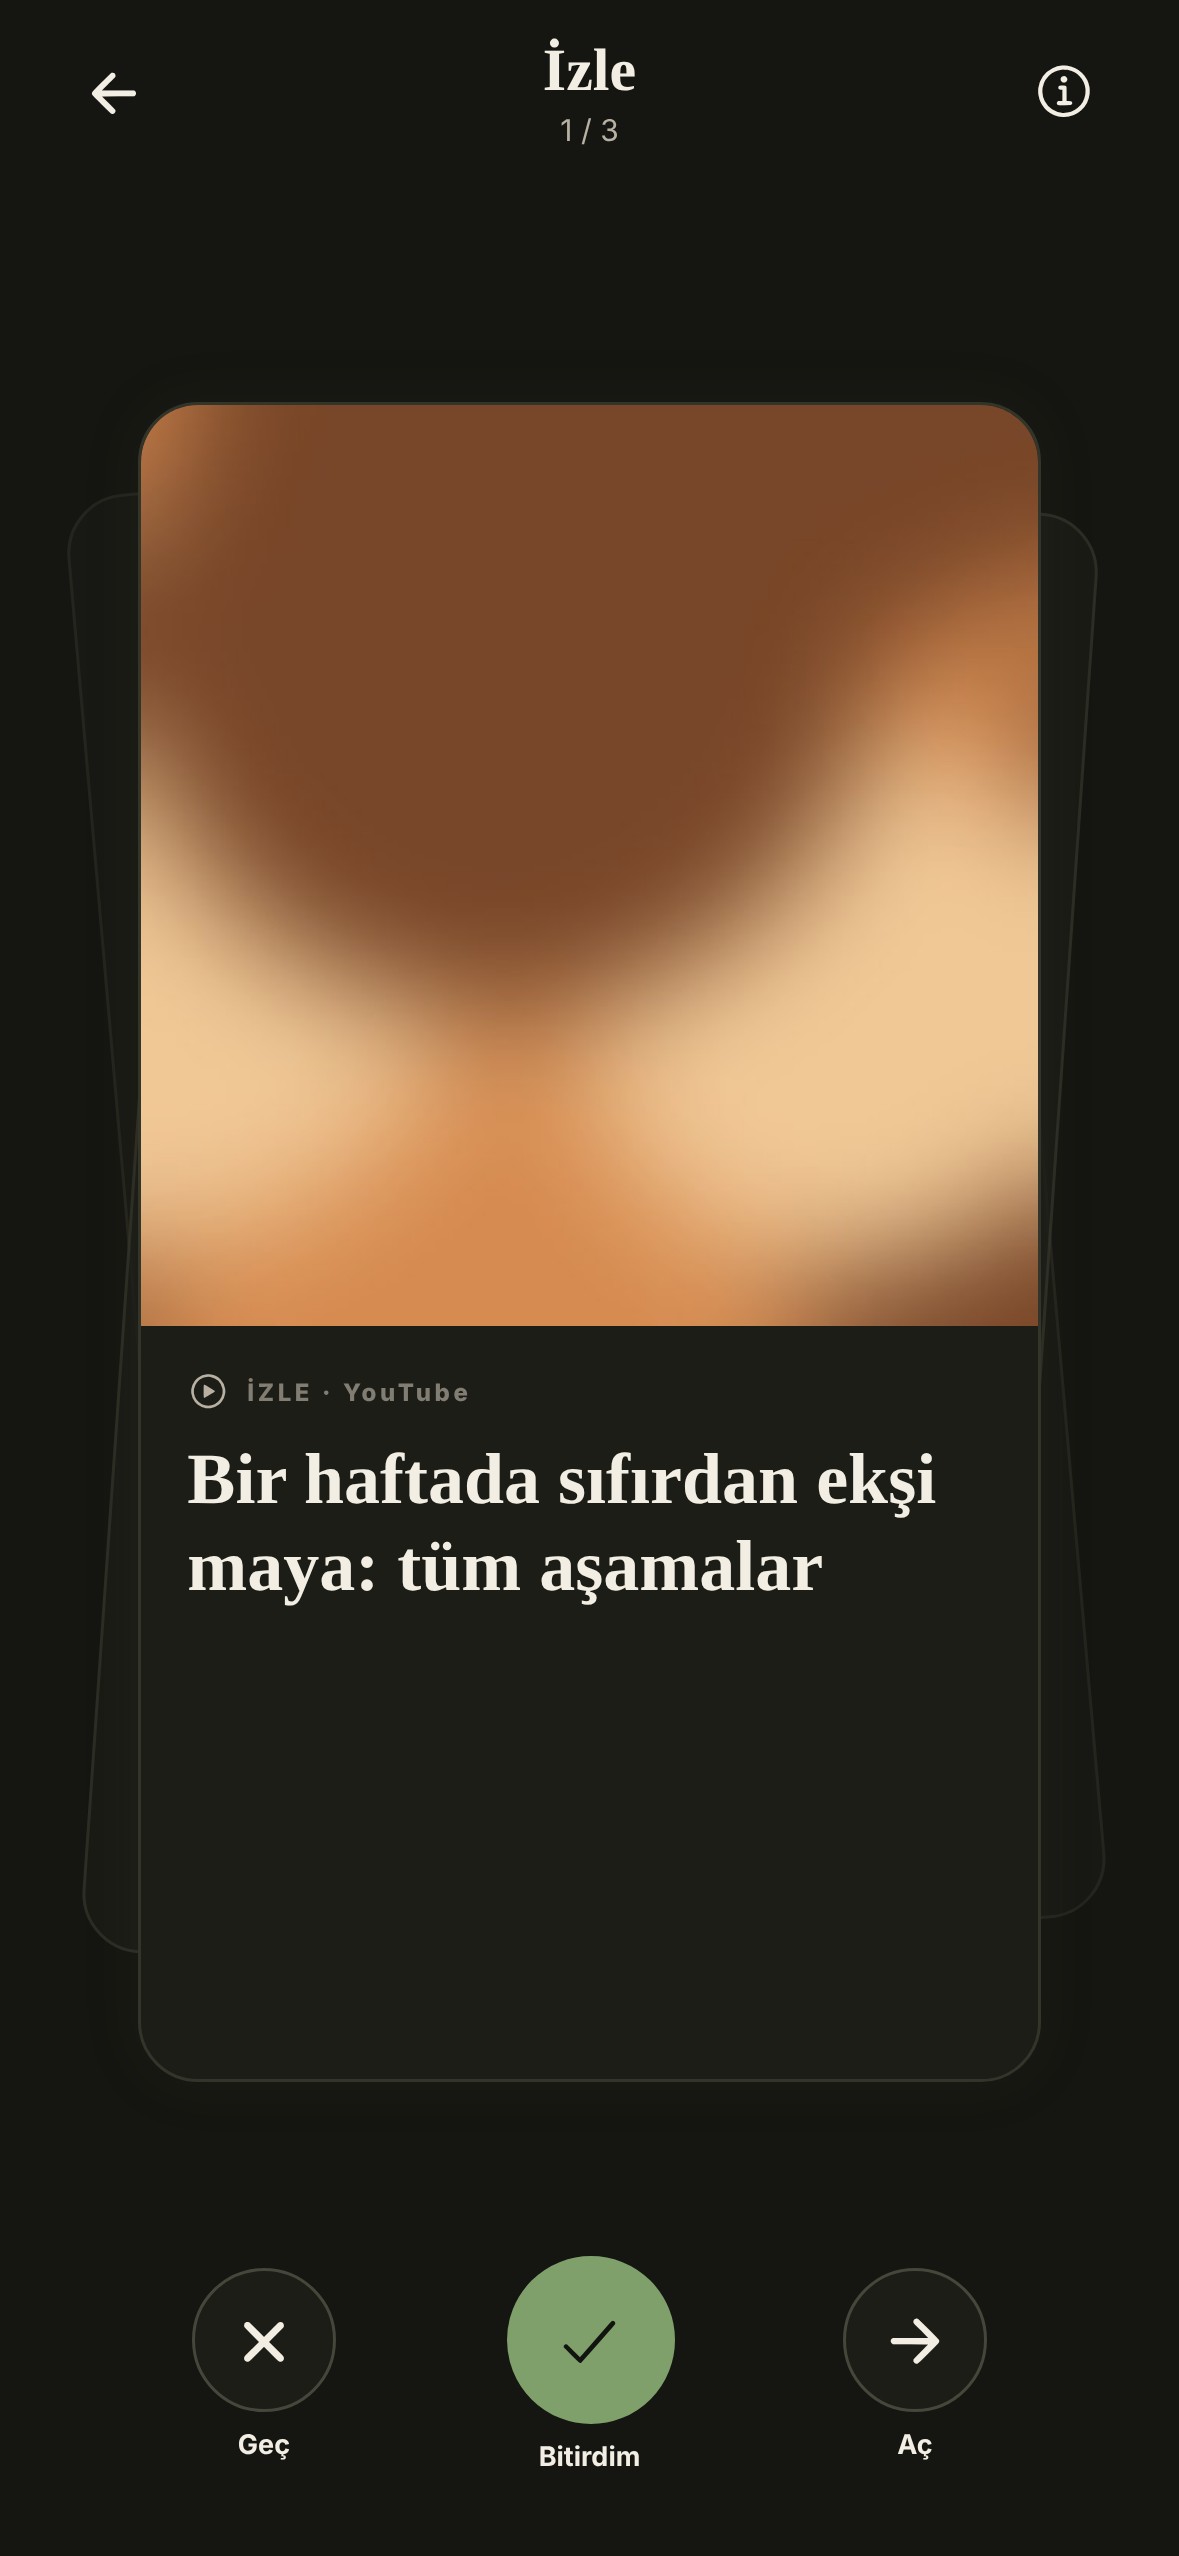 İzle
1 / 3
İZLE · YouTube
Bir haftada sıfırdan ekşi
maya: tüm aşamalar
Geç
Bitirdim
Aç